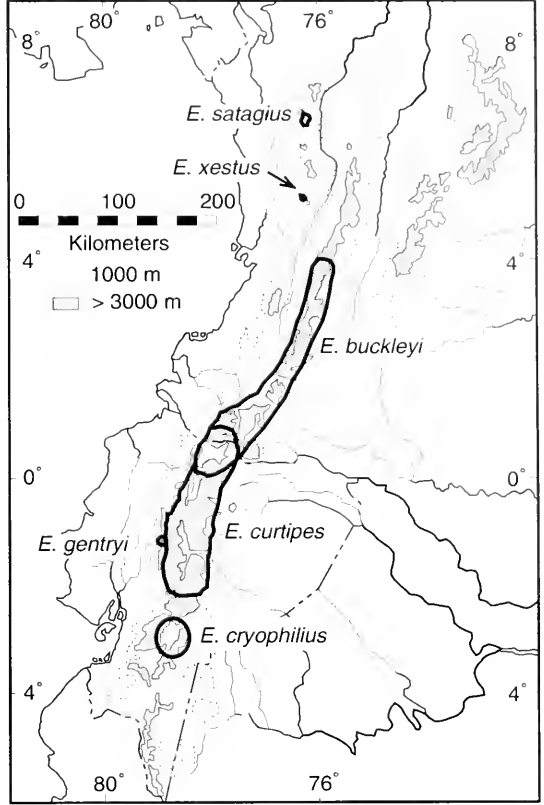 80° 76°
8° 8°
E. satagius
E. xestus
0 100 200
Kilometers
4° 4°
1000 m
> 3000 m
E. buckleyi
0° 0°
E. curtipes
E. gentryi
E. cryophilius
4° 4°
80° 76°